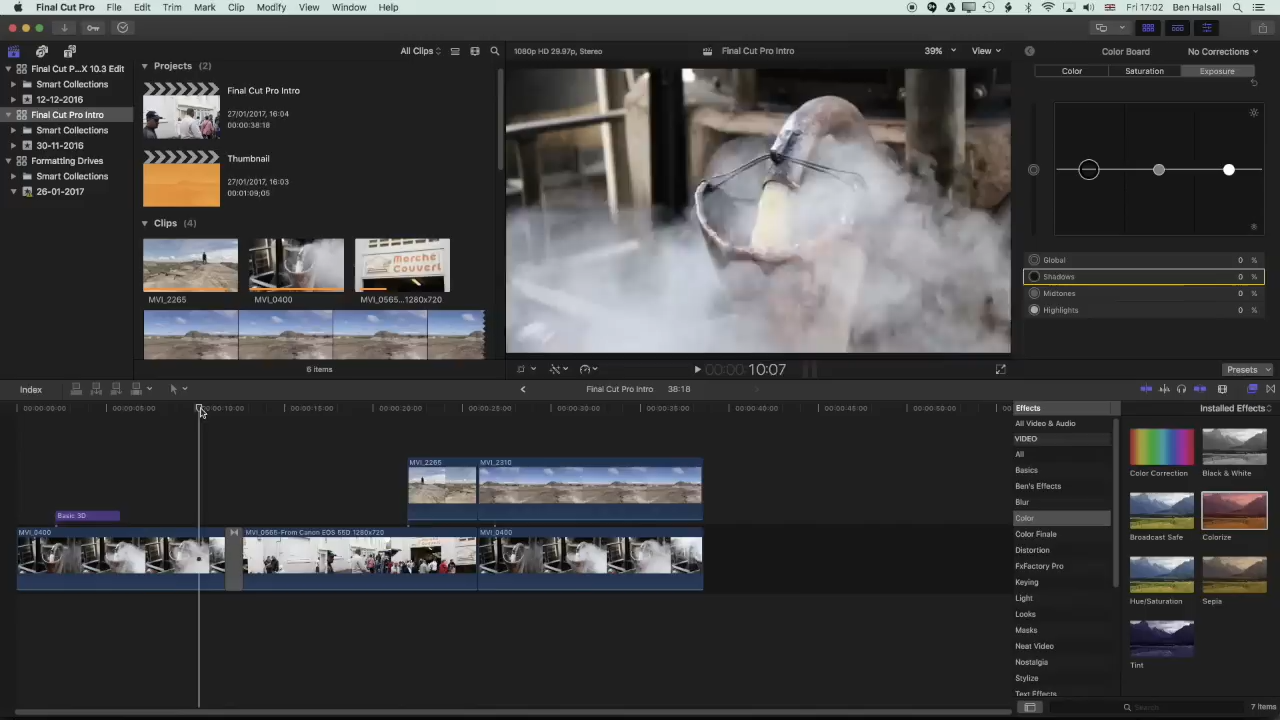 Final Cut Pro File Edit Trim Mark Clip Modify View Window Help Fri 17:02 Ben Halsall
All Clips 1080p HD 29.97p, Stereo Final Cut Pro Intro 39% View Color Board No Corrections
Final Cut P...X 10.3 Edit
Smart Collections
12-12-2016
Final Cut Pro Intro
Smart Collections
30-11-2016
Formatting Drives
Smart Collections
26-01-2017
Projects (2)
Final Cut Pro Intro
27/01/2017, 16:04
00:00:38:18
Thumbnail
27/01/2017, 16:03
00:01:09;05
Clips (4)
Marche
Couvert
MVI_2265 MVI_0400 MVI_0565...1280x720
6 items
00:00:00:10:07
Color Saturation Exposure
Global 0 %
Shadows 0 %
Midtones 0 %
Highlights 0 %
Presets
Index Final Cut Pro Intro 38:18
00:00:00:00 00:00:05:00 00:00:10:00 00:00:15:00 00:00:20:00 00:00:25:00 00:00:30:00 00:00:35:00 00:00:40:00 00:00:45:00 00:00:50:00
MVI_2265 MVI_2310
Basic 3D
MVI_0400 MVI_0565-From Canon EOS 55D 1280x720 MVI_0400
Effects Installed Effects
All Video & Audio
VIDEO
All
Basics
Ben's Effects
Blur
Color
Color Finale
Distortion
FxFactory Pro
Keying
Light
Looks
Masks
Neat Video
Nostalgia
Stylize
Text Effects
Color Correction Black & White
Broadcast Safe Colorize
Hue/Saturation Sepia
Tint
Search 7 Items